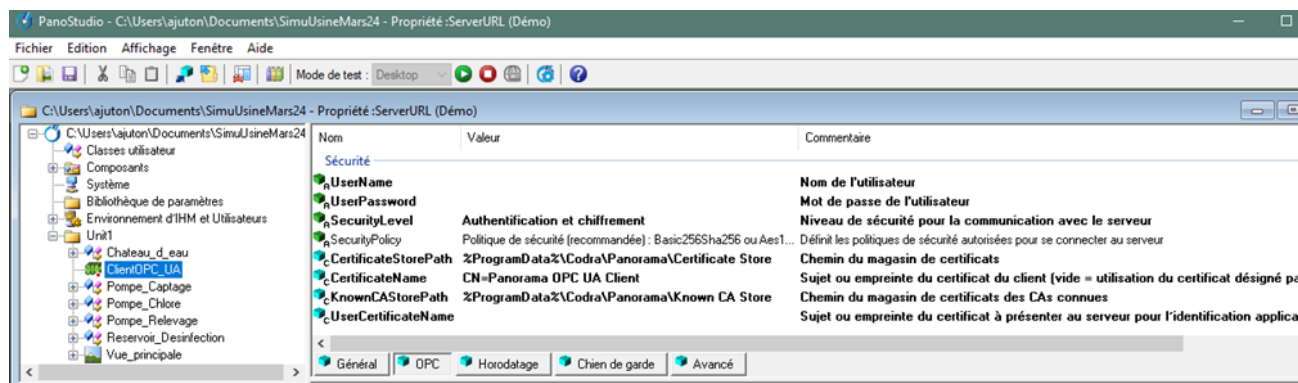 PanoStudio - C:\Users\ajuton\Documents\SimuUsineMars24 - Propriété :ServerURL (Démo)
Fichier Edition Affichage Fenêtre Aide
Mode de test : Desktop
C:\Users\ajuton\Documents\SimuUsineMars24 - Propriété :ServerURL (Démo)
C:\Users\ajuton\Documents\SimuUsineMars24
Classes utilisateur
Composants
Système
Bibliothèque de paramètres
Environnement d'IHM et Utilisateurs
Unit1
Chateau_d_eau
ClientOPC_UA
Pompe_Captage
Pompe_Chlore
Pompe_Relevage
Reservoir_Desinfection
Vue_principale
Nom Valeur Commentaire
Sécurité
UserName Nom de l'utilisateur
UserPassword Mot de passe de l'utilisateur
SecurityLevel Authentification et chiffrement Niveau de sécurité pour la communication avec le serveur
SecurityPolicy Politique de sécurité (recommandée) : Basic256Sha256 ou Aes1... Définit les politiques de sécurité autorisées pour se connecter au serveur
CertificateStorePath %ProgramData%\Codra\Panorama\Certificate Store Chemin du magasin de certificats
CertificateName CN=Panorama OPC UA Client Sujet ou empreinte du certificat du client (vide = utilisation du certificat désigné pa
KnownCAStorePath %ProgramData%\Codra\Panorama\Known CA Store Chemin du magasin de certificats des CAs connues
UserCertificateName Sujet ou empreinte du certificat à présenter au serveur pour l'identification applica
Général OPC Horodatage Chien de garde Avancé